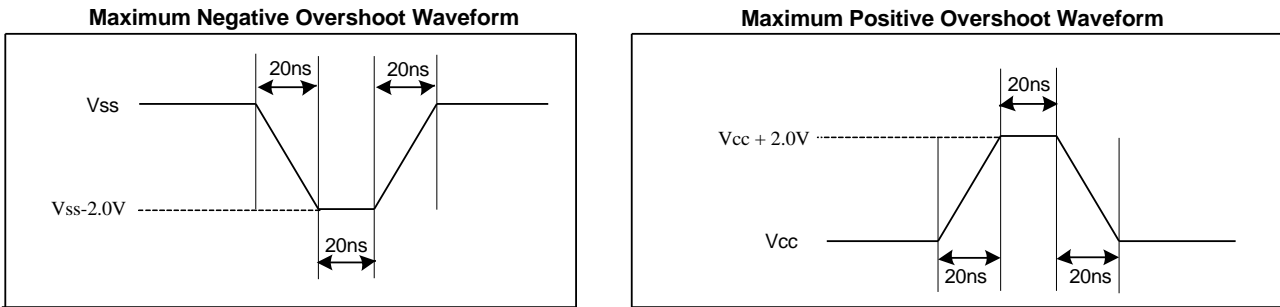 Maximum Negative Overshoot Waveform
20ns 20ns
Vss
Vss-2.0V
20ns
Maximum Positive Overshoot Waveform
20ns
Vcc + 2.0V
Vcc
20ns 20ns